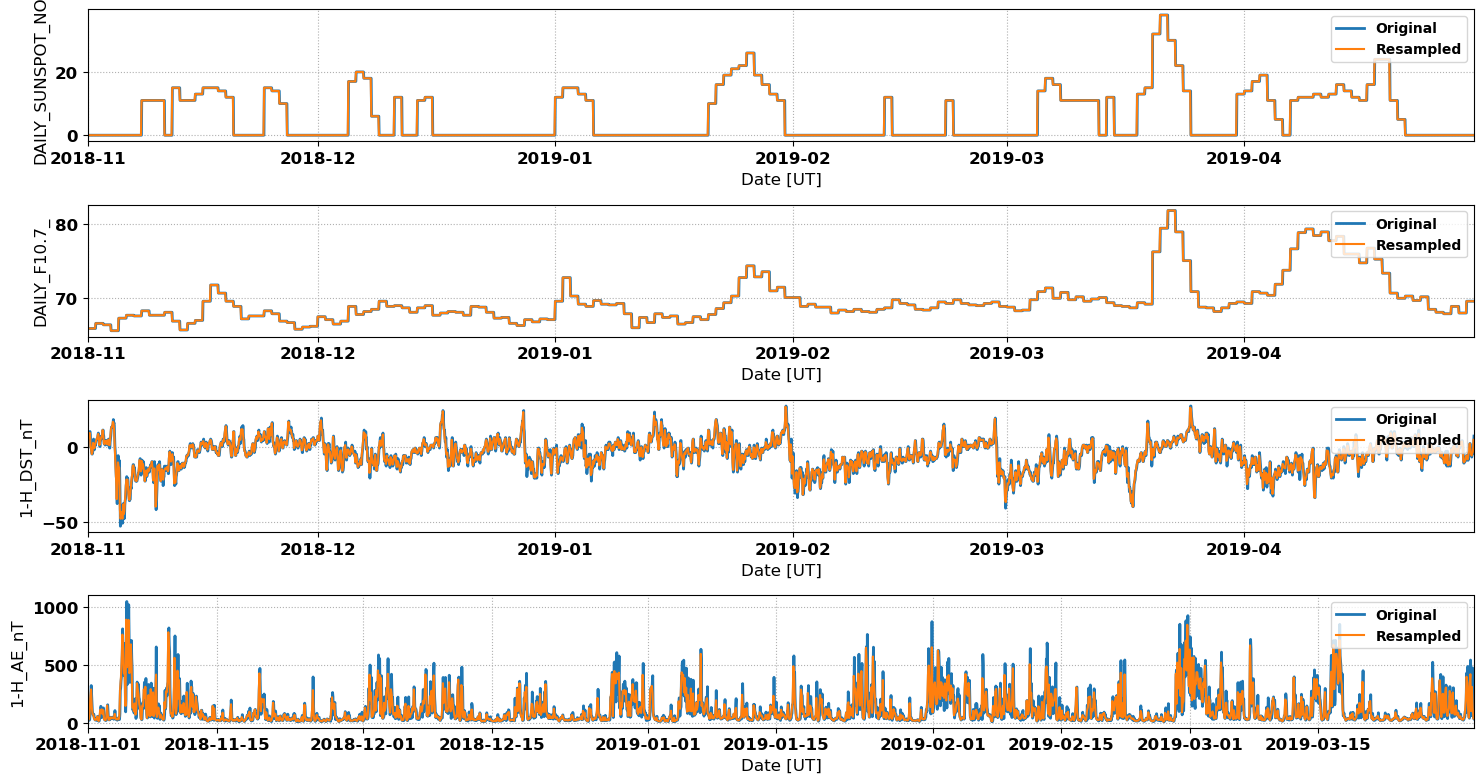 DAILY_SUNSPOT_NO
20
0
Original
Resampled
2018-11 2018-12 2019-01 2019-02 2019-03 2019-04
Date [UT]
DAILY_F10.7_
80
70
Original
Resampled
2018-11 2018-12 2019-01 2019-02 2019-03 2019-04
Date [UT]
1-H_DST_nT
0
−50
Original
Resampled
2018-11 2018-12 2019-01 2019-02 2019-03 2019-04
Date [UT]
1-H_AE_nT
1000
500
0
Original
Resampled
2018-11-01 2018-11-15 2018-12-01 2018-12-15 2019-01-01 2019-01-15 2019-02-01 2019-02-15 2019-03-01 2019-03-15
Date [UT]